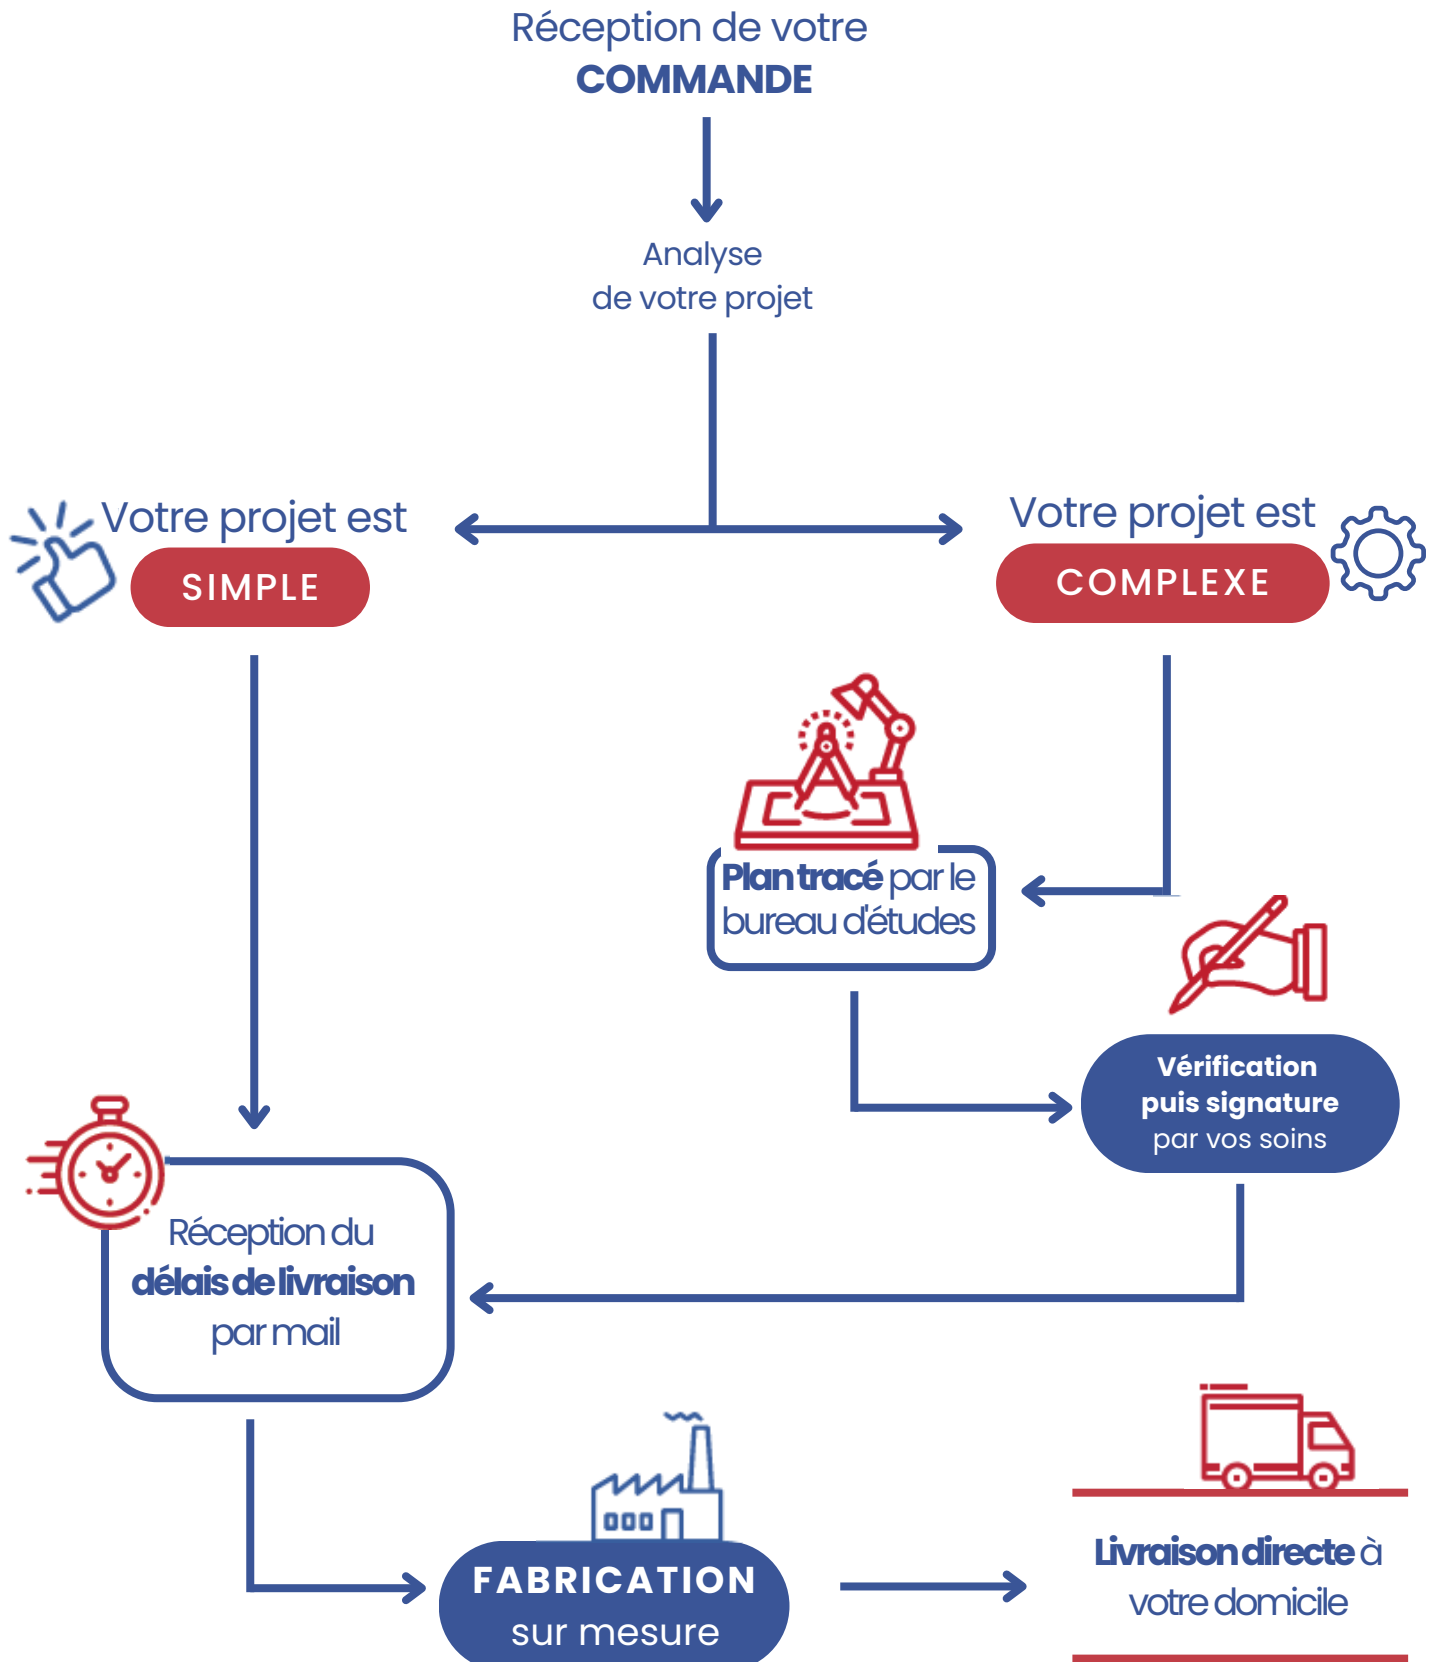 Réception de votre
COMMANDE
Analyse
de votre projet
Votre projet est
SIMPLE
Votre projet est
COMPLEXE
Plan tracé par le
bureau d'études
Vérification
puis signature
par vos soins
Réception du
délais de livraison
par mail
FABRICATION
sur mesure
Livraison directe à
votre domicile